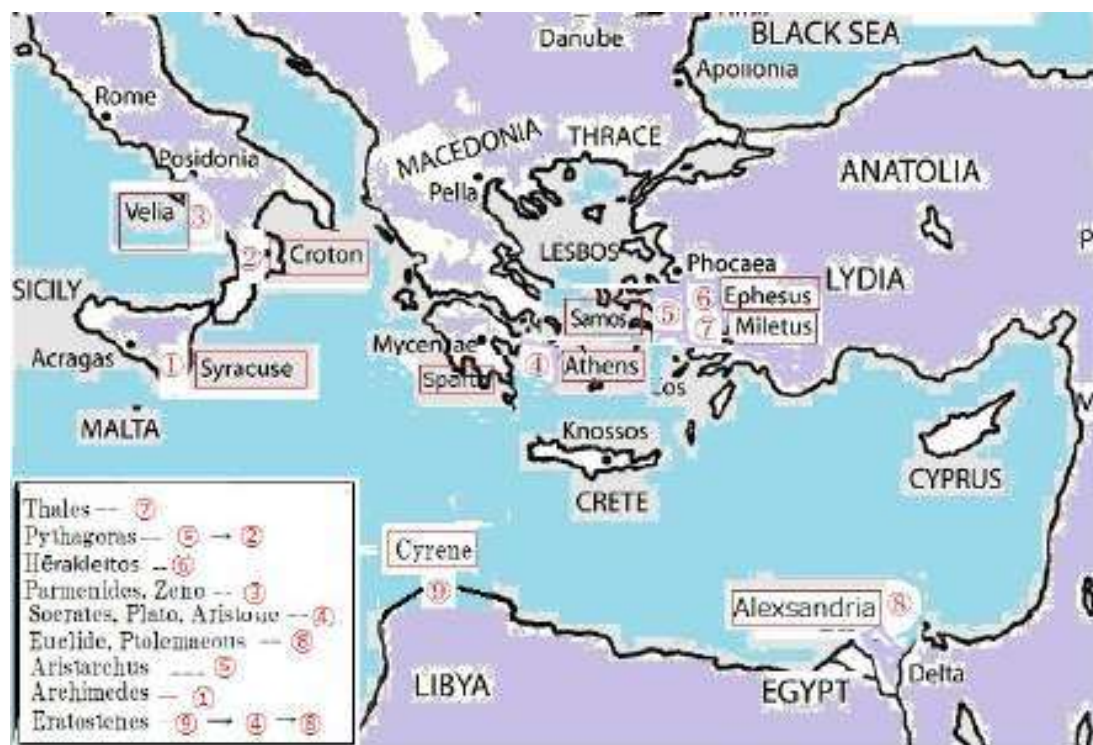 Danube
BLACK SEA
Apollonia
Rome
THRACE
MACEDONIA
Posidonia
Pella
ANATOLIA
Velia ③
② Croton
LESBOS
Phocaea
LYDIA
SICILY
⑥ Ephesus
Samos ⑤
⑦ Miletus
Acragas
① Syracuse
Mycenae
④ Athens
Spart
Cos
MALTA
Knossos
CRETE
CYPRUS
Cyrene
⑨
Alexsandria ⑧
LIBYA
EGYPT
Delta
Thales — ⑦
Pythagoras — ⑤ → ② 
Hērakleitos – ⑥
Parmenides, Zeno -- ③
Socrates, Plato, Aristotle -- ④
Euclide, Ptolemaeous -- ⑧
Aristarchus ⑤
Archimedes — ①
Eratostenes ⑨ → ④ → ⑧